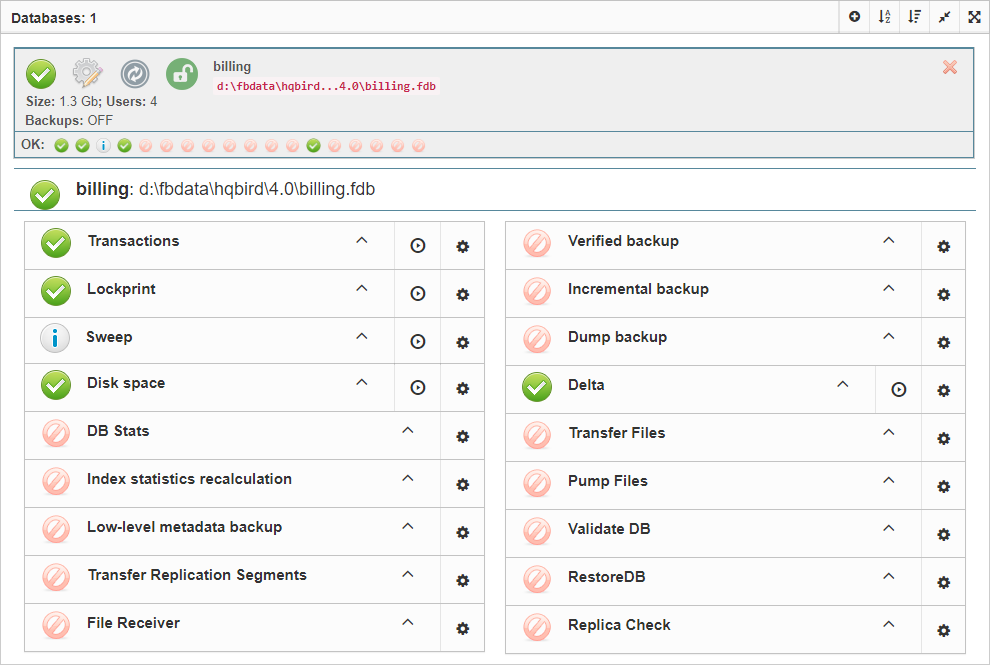 Databases: 1
billing
d:\fbdata\hqbird...4.0\billing.fdb
Size: 1.3 Gb; Users: 4
Backups: OFF
OK:
billing: d:\fbdata\hqbird\4.0\billing.fdb
Transactions
Lockprint
Sweep
Disk space
DB Stats
Index statistics recalculation
Low-level metadata backup
Transfer Replication Segments
File Receiver
Verified backup
Incremental backup
Dump backup
Delta
Transfer Files
Pump Files
Validate DB
RestoreDB
Replica Check